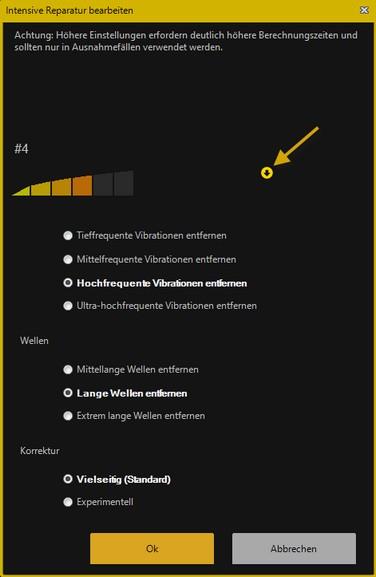 Intensive Reparatur bearbeiten
Achtung: Höhere Einstellungen erfordern deutlich höhere Berechnungszeiten und
sollten nur in Ausnahmefällen verwendet werden.
#4
Tieffrequente Vibrationen entfernen
Mittelfrequente Vibrationen entfernen
Hochfrequente Vibrationen entfernen
Ultra-hochfrequente Vibrationen entfernen
Wellen
Mittellange Wellen entfernen
Lange Wellen entfernen
Extrem lange Wellen entfernen
Korrektur
Vielseitig (Standard)
Experimentell
Ok
Abbrechen